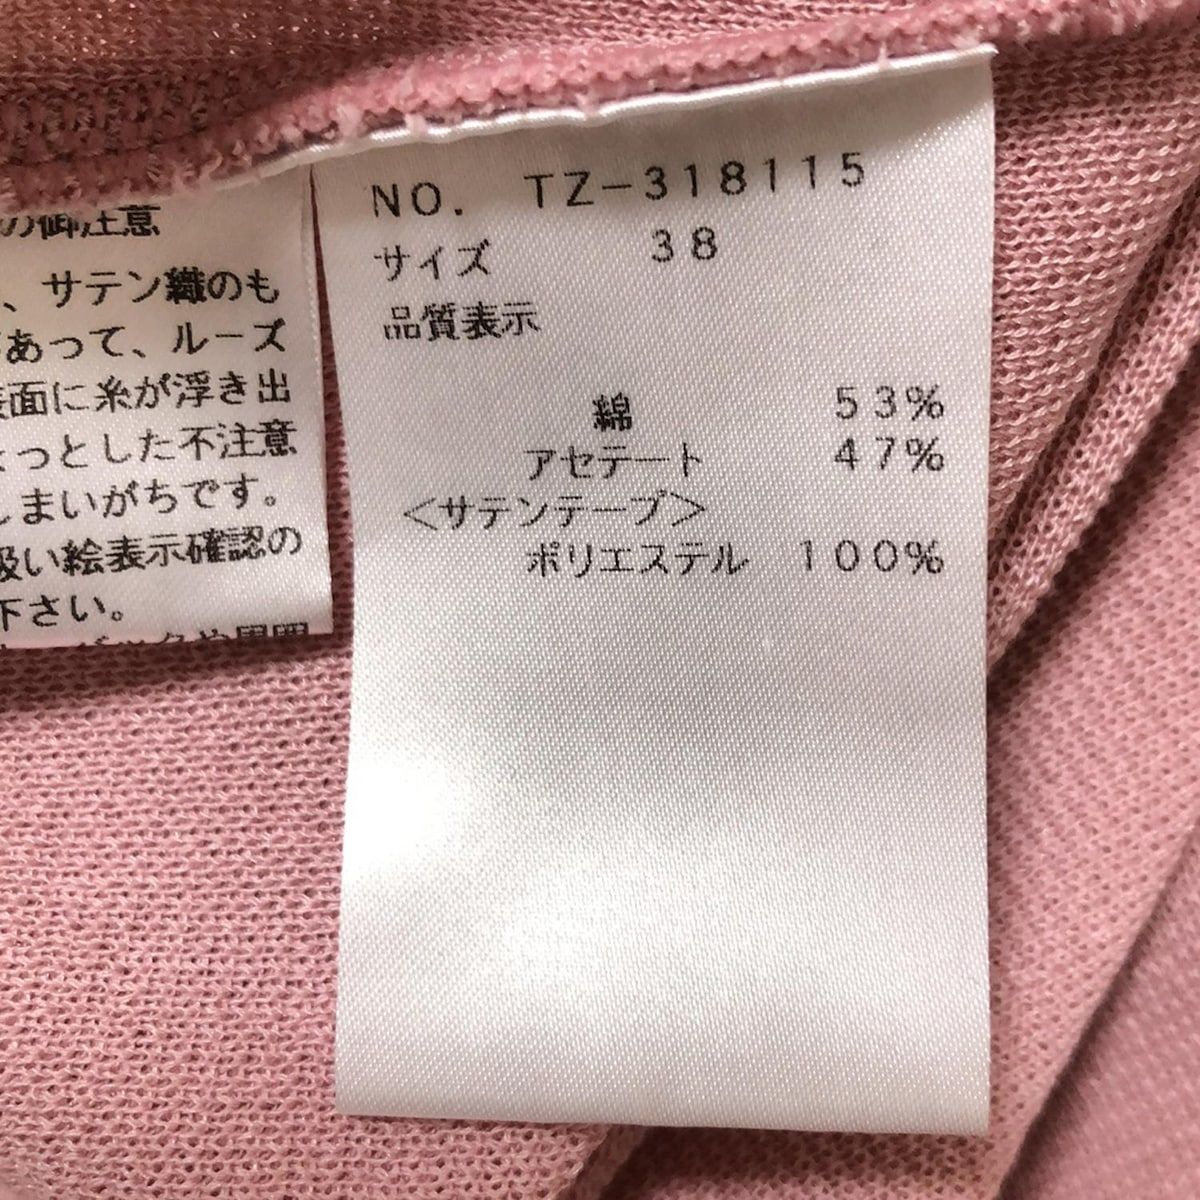 の御注意
、サテン織のも
があって、ルーズ
表面に糸が浮き出
ょっとした不注意
しまいがちです。
扱い絵表示確認の
下さい。
NO. TZ-318115
サイズ 38
品質表示
綿 53%
アセテート 47%
<サテンテープ>
ポリエステル 100%